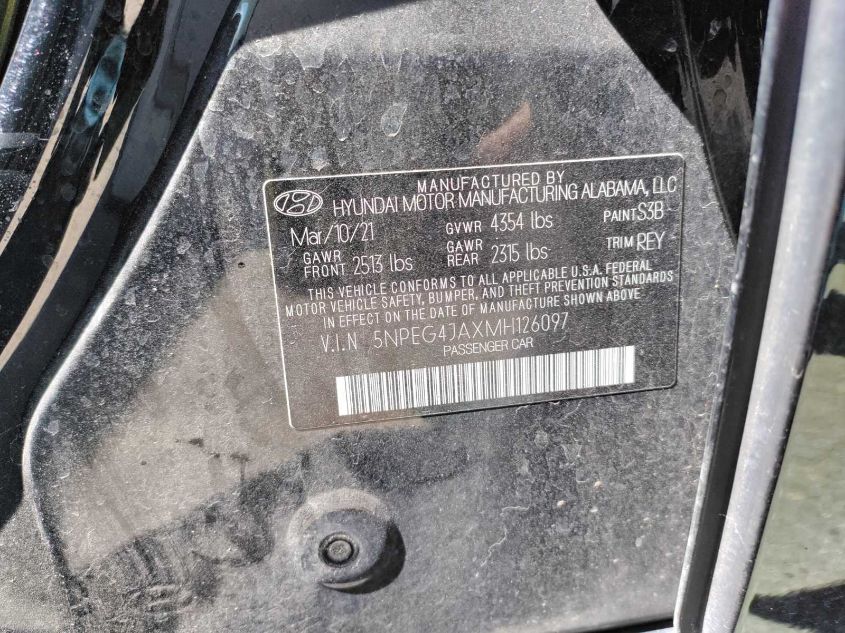 MANUFACTURED BY
HYUNDAI MOTOR MANUFACTURING ALABAMA, LLC
Mar/10/21 GVWR 4354 lbs PAINT S3B
GAWR FRONT 2513 lbs GAWR REAR 2315 lbs TRIM REY
THIS VEHICLE CONFORMS TO ALL APPLICABLE U.S.A. FEDERAL
MOTOR VEHICLE SAFETY, BUMPER, AND THEFT PREVENTION STANDARDS
IN EFFECT ON THE DATE OF MANUFACTURE SHOWN ABOVE
V.I.N 5NPEG4JAXMH126097
PASSENGER CAR